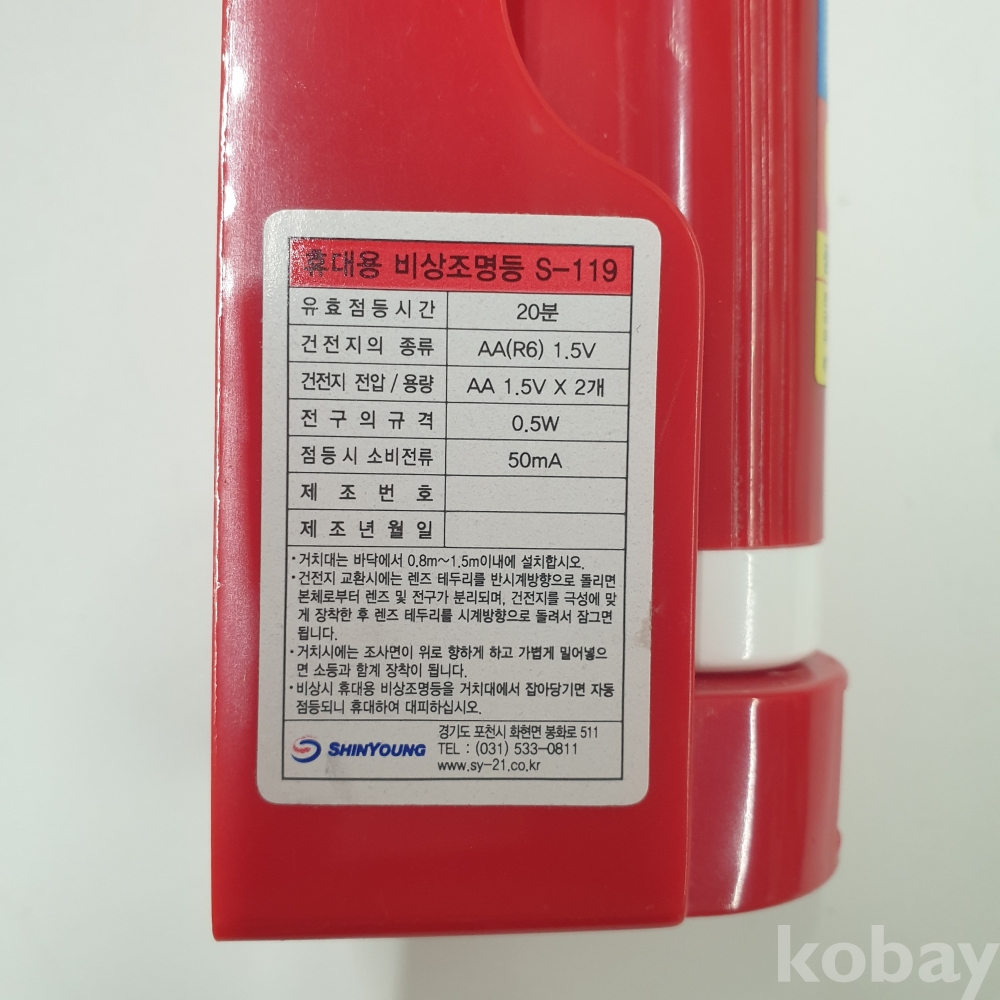 휴대용 비상조명등 S-119
유효점등시간 20분
건전지의 종류 AA(R6) 1.5V
건전지 전압 / 용량 AA 1.5V X 2개
전구의규격 0.5W
점등시 소비전류 50mA
제조번호
제조년월일
·거치대는 바닥에서 0.8m~1.5m이내에 설치합시오.
·건전지 교환시에는 렌즈 테두리를 반시계방향으로 돌리면
본체로부터 렌즈 및 전구가 분리되며, 건전지를 극성에 맞
게 장착한 후 렌즈 테두리를 시계방향으로 돌려서 잠그면
됩니다.
·거치시에는 조사면이 위로 향하게 하고 가볍게 밀어넣으
면 소등과 함계 장착이 됩니다.
·비상시 휴대용 비상조명등을 거치대에서 잡아당기면 자동
점등되니 휴대하여 대피하십시오.
SHINYOUNG
경기도 포천시 화현면 봉화로 511
TEL : (031) 533-0811
www.sy-21.co.kr
kobay